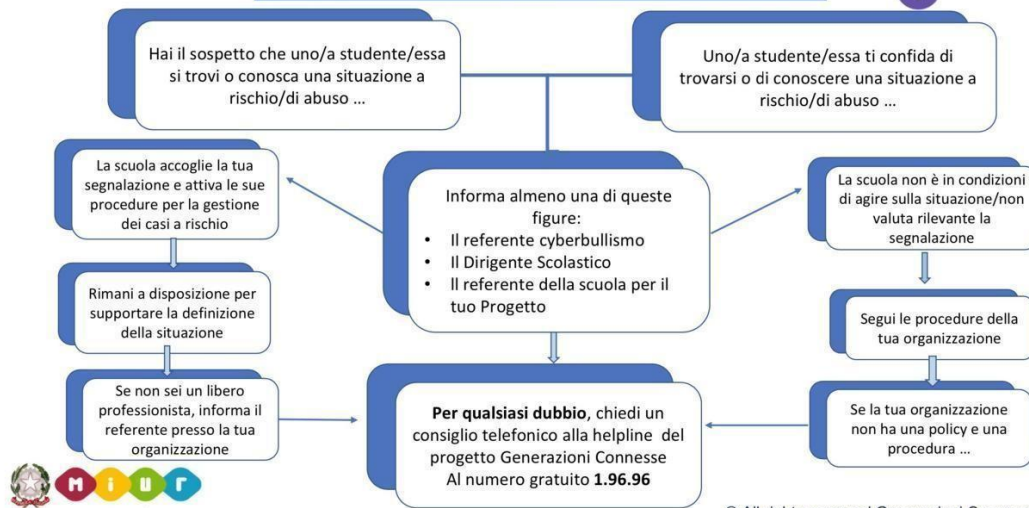 Hai il sospetto che uno/a studente/essa
si trovi o conosca una situazione a
rischio/di abuso ...
Uno/a studente/essa ti confida di
trovarsi o di conoscere una situazione a
rischio/di abuso ...
La scuola accoglie la tua
segnalazione e attiva le sue
procedure per la gestione
dei casi a rischio
Informa almeno una di queste
figure:
• Il referente cyberbullismo
• Il Dirigente Scolastico
• Il referente della scuola per il
tuo Progetto
La scuola non è in condizioni
di agire sulla situazione/non
valuta rilevante la
segnalazione
Rimani a disposizione per
supportare la definizione
della situazione
Segui le procedure della
tua organizzazione
Se non sei un libero
professionista, informa il
referente presso la tua
organizzazione
Per qualsiasi dubbio, chiedi un
consiglio telefonico alla helpline del
progetto Generazioni Connesse
Al numero gratuito 1.96.96
Se la tua organizzazione
non ha una policy e una
procedura ...
MIUR